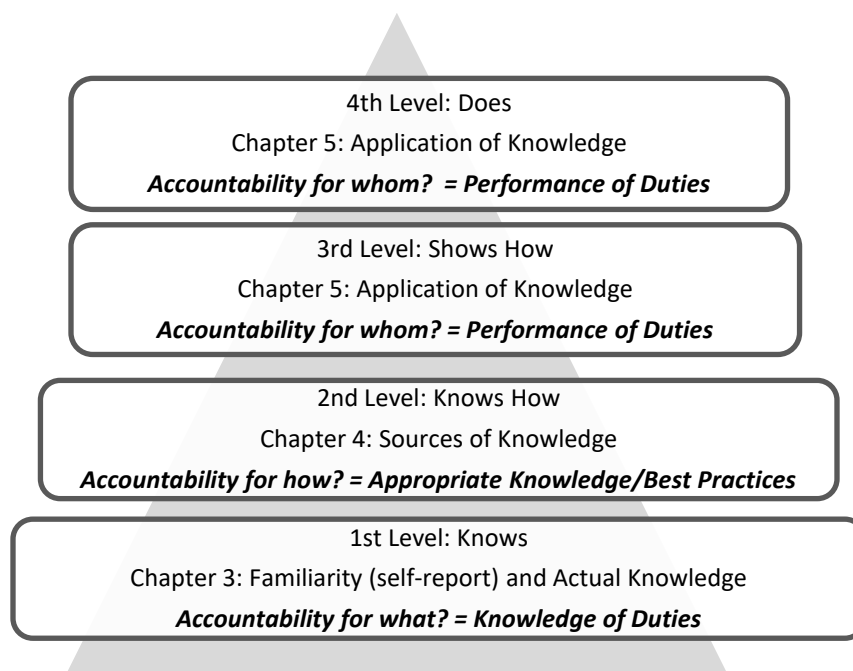 4th Level: Does
Chapter 5: Application of Knowledge
Accountability for whom?  = Performance of Duties
3rd Level: Shows How
Chapter 5: Application of Knowledge
Accountability for whom? = Performance of Duties
2nd Level: Knows How
Chapter 4: Sources of Knowledge
Accountability for how? = Appropriate Knowledge/Best Practices
1st Level: Knows
Chapter 3: Familiarity (self-report) and Actual Knowledge
Accountability for what? = Knowledge of Duties